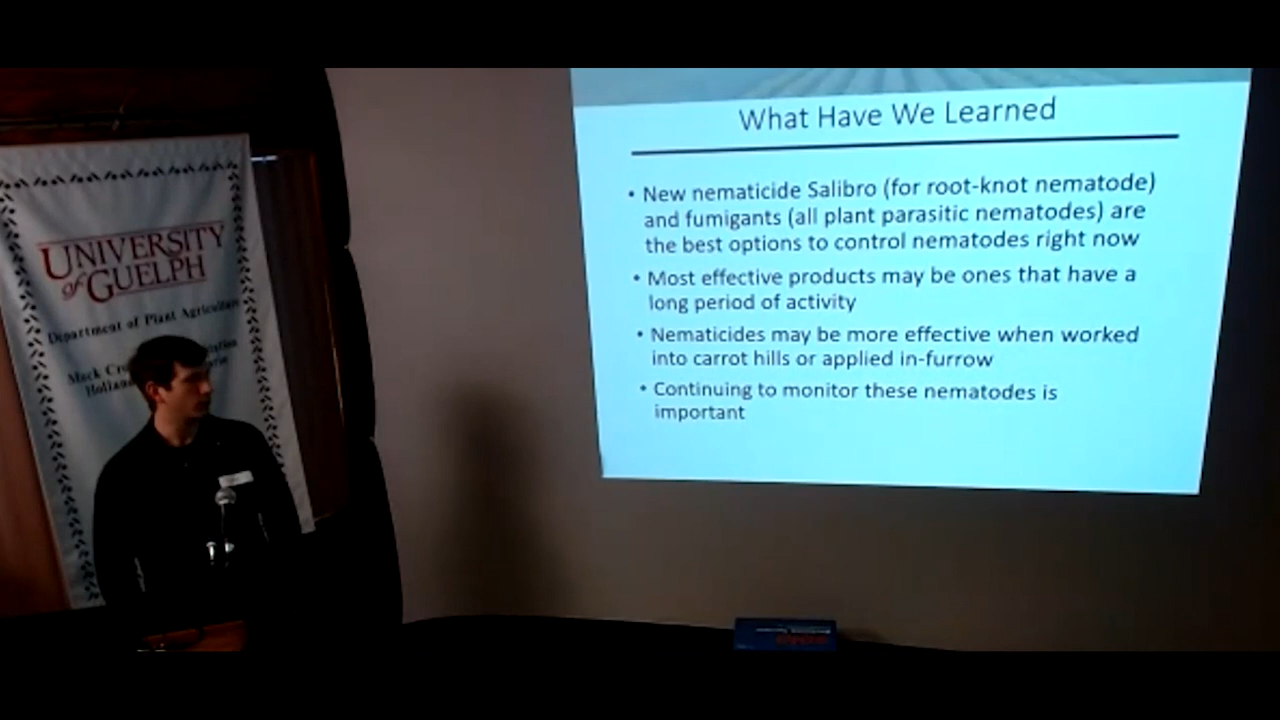 UNIVERSITY
of GUELPH
Department of Plant Agriculture
What Have We Learned
• New nematicide Salibro (for root-knot nematode)
and fumigants (all plant parasitic nematodes) are
the best options to control nematodes right now
• Most effective products may be ones that have a
long period of activity
• Nematicides may be more effective when worked
into carrot hills or applied in-furrow
• Continuing to monitor these nematodes is
important